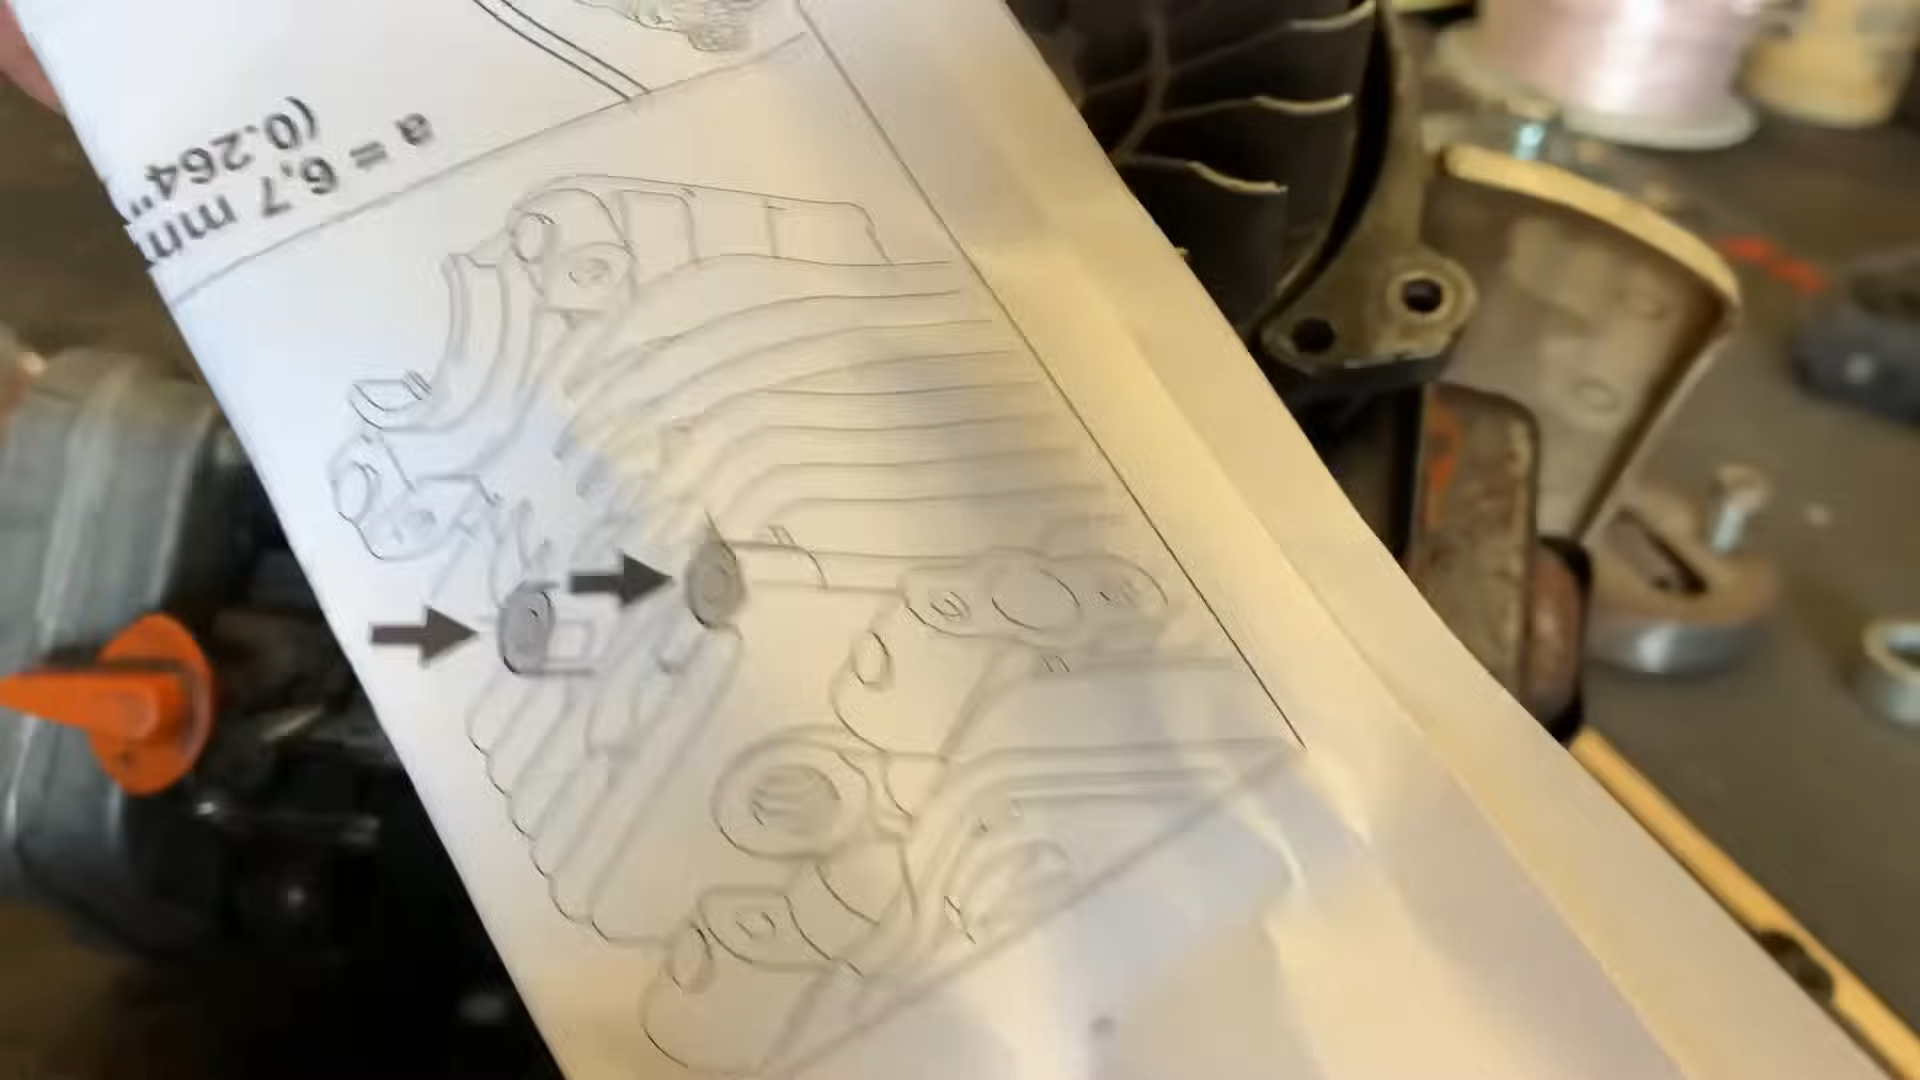 a = 6,7 mm
(0.264"